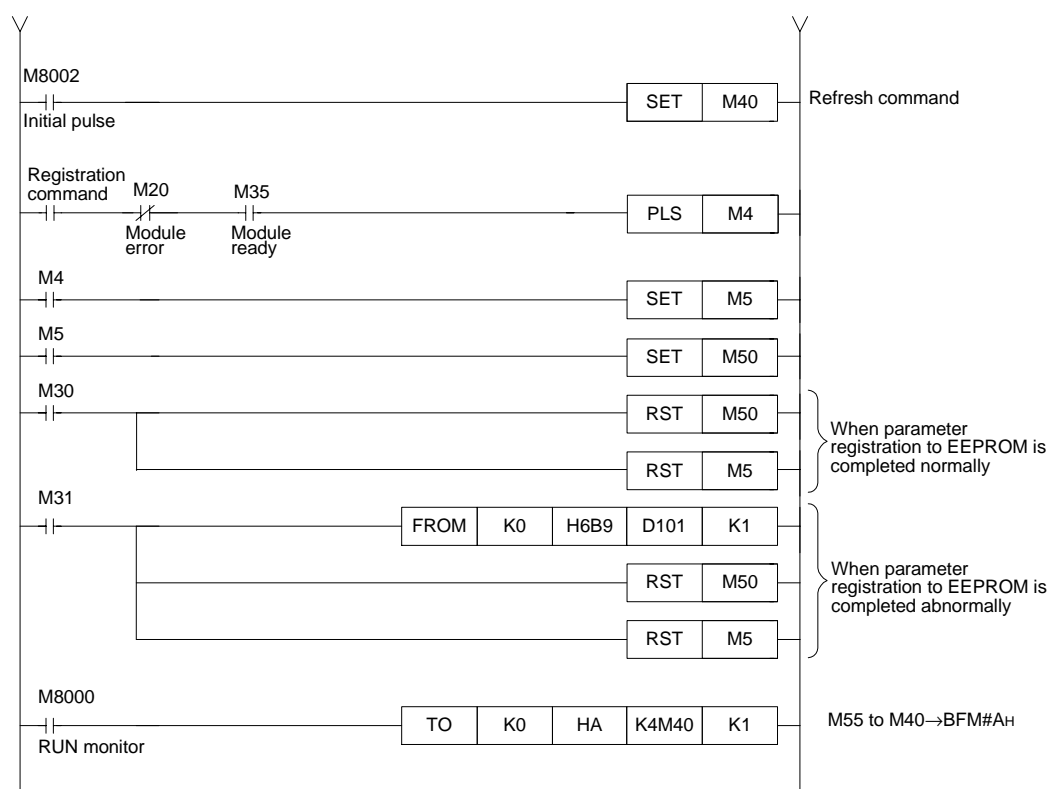 M8002
SET M40 Refresh command
Initial pulse
Registration
command M20 M35
PLS M4
Module Module
error ready
M4
SET M5
M5
SET M50
M30
RST M50
When parameter
registration to EEPROM is
completed normally
RST M5
M31
FROM K0 H6B9 D101 K1
When parameter
registration to EEPROM is
completed abnormally
RST M50
RST M5
M8000
TO K0 HA K4M40 K1 M55 to M40→BFM#AH
RUN monitor